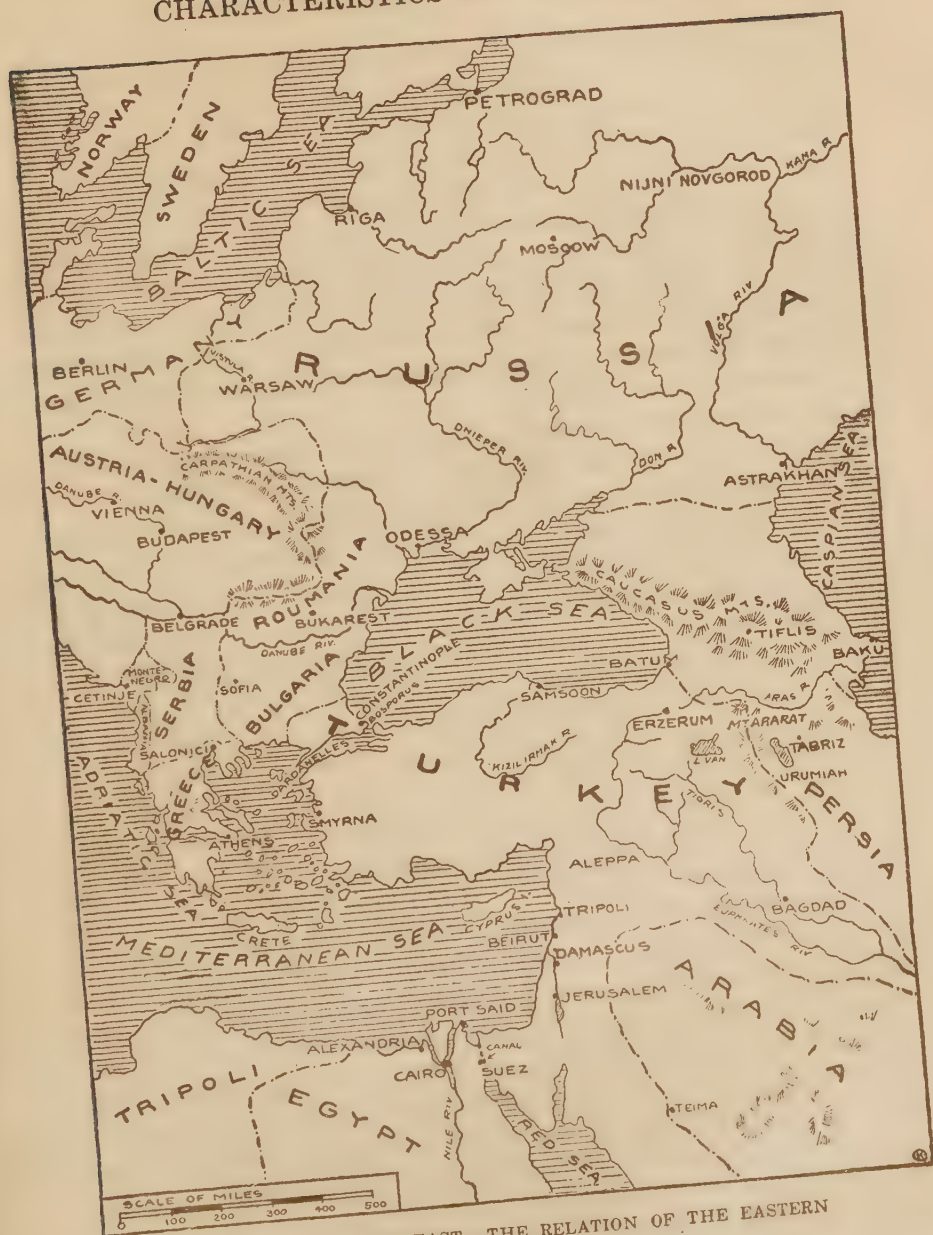 CHARACTERISTICS
NORWAY
SWEDEN
BALTIC SEA
PETROGRAD
NIJNI NOVGOROD
KAMA R.
RIGA
MOSCOW
RUSSIA
VOLGA RIV
BERLIN
GERMANY
VISTULA R
WARSAW
DNIEPER RIV.
DON R.
ASTRAKHAN
CASPIAN SEA
AUSTRIA-HUNGARY
CARPATHIAN MTS.
DANUBE R.
VIENNA
BUDAPEST
ODESSA
ROUMANIA
CAUCASUS MTS.
TIFLIS
BAKU
BELGRADE
BUKAREST
DANUBE RIV.
BLACK SEA
BATUM
MONTE
NEGRO
CETINJE
SERBIA
SOFIA
BULGARIA
CONSTANTINOPLE
BOSPORUS
SAMSOON
ARAS R.
ALBANIA
SALONICI
DARDANELLES
ERZERUM
MT ARARAT
L VAN
TABRIZ
URUMIAH
KIZIL IRMAK R.
TURKEY
PERSIA
TIGRIS
ADRIATIC SEA
GREECE
ATHENS
SMYRNA
ALEPPA
BAGDAD
EUPHRATES RIV
CYPRUS
TRIPOLI
CRETE
MEDITERRANEAN SEA
BEIRUT
DAMASCUS
ARABIA
JERUSALEM
PORT SAID
ALEXANDRIA
CANAL
CAIRO
SUEZ
TRIPOLI
EGYPT
NILE RIV
RED SEA
TEIMA
SCALE OF MILES
0 100 200 300 400 500
K
EAST, THE RELATION OF THE EASTERN